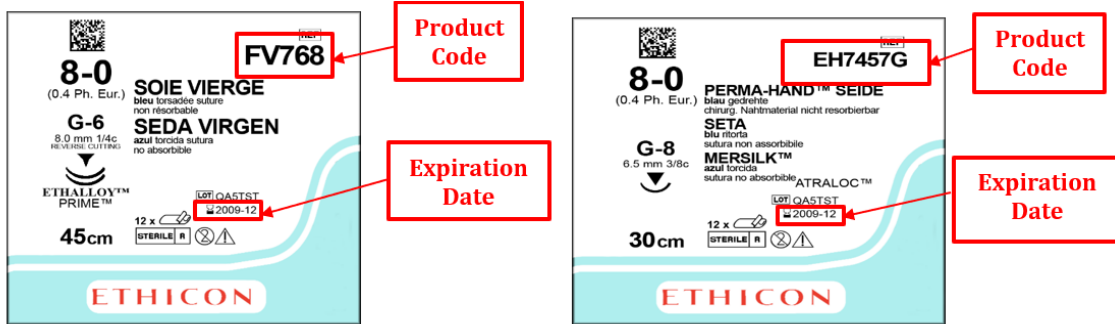 REF
FV768
8-0
(0.4 Ph. Eur.)
SOIE VIERGE
bleu torsadée suture
non résorbable
SEDA VIRGEN
azul torcida sutura
no absorbible
G-6
8.0 mm 1/4c
REVERSE CUTTING
ETHALLOY™
PRIME™
LOT QA5TST
2009-12
12 x
45cm
STERILE R
2
ETHICON
Product
Code
Expiration
Date
REF
EH7457G
8-0
(0.4 Ph. Eur.)
PERMA-HAND™ SEIDE
blau gedrehte
chirurg. Nahtmaterial nicht resorbierbar
SETA
blu ritorta
sutura non assorbibile
MERSILK™
azul torcida
sutura no absorbible
ATRALOC™
G-8
6.5 mm 3/8c
LOT QA5TST
2009-12
12 x
30cm
STERILE R
2
ETHICON
Product
Code
Expiration
Date